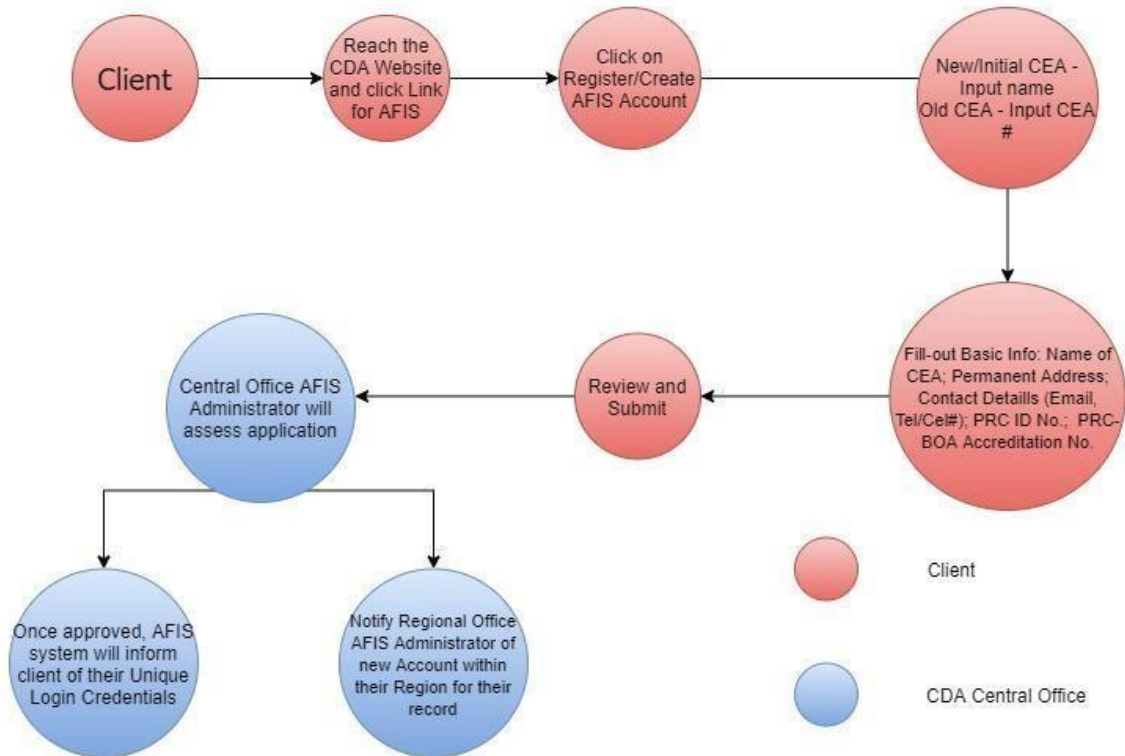 Client
Reach the
CDA Website
and click Link
for AFIS
Click on
Register/Create
AFIS Account
New/Initial CEA -
Input name
Old CEA - Input CEA
#
Fill-out Basic Info: Name of
CEA; Permanent Address;
Contact Detaills (Email,
Tel/Cel#); PRC ID No.; PRC-
BOA Accreditation No.
Review and
Submit
Central Office AFIS
Administrator will
assess application
Once approved, AFIS
system will inform
client of their Unique
Login Credentials
Notify Regional Office
AFIS Administrator of
new Account within
their Region for their
record
Client
CDA Central Office